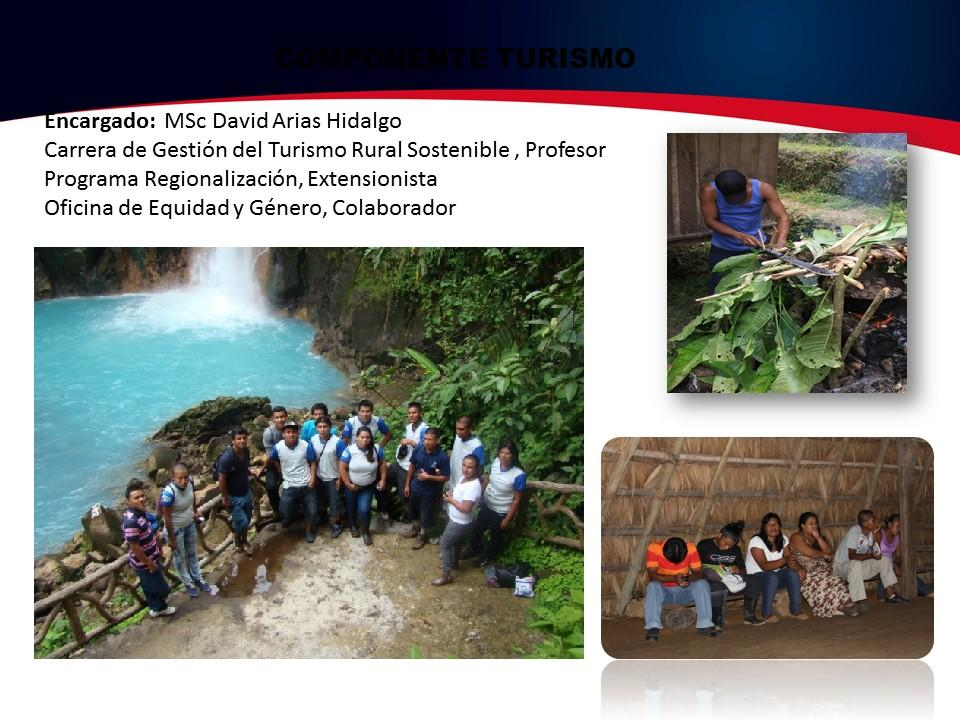 COMPONENTE TURISMO
Encargado: MSc David Arias Hidalgo
Carrera de Gestión del Turismo Rural Sostenible , Profesor
Programa Regionalización, Extensionista
Oficina de Equidad y Género, Colaborador